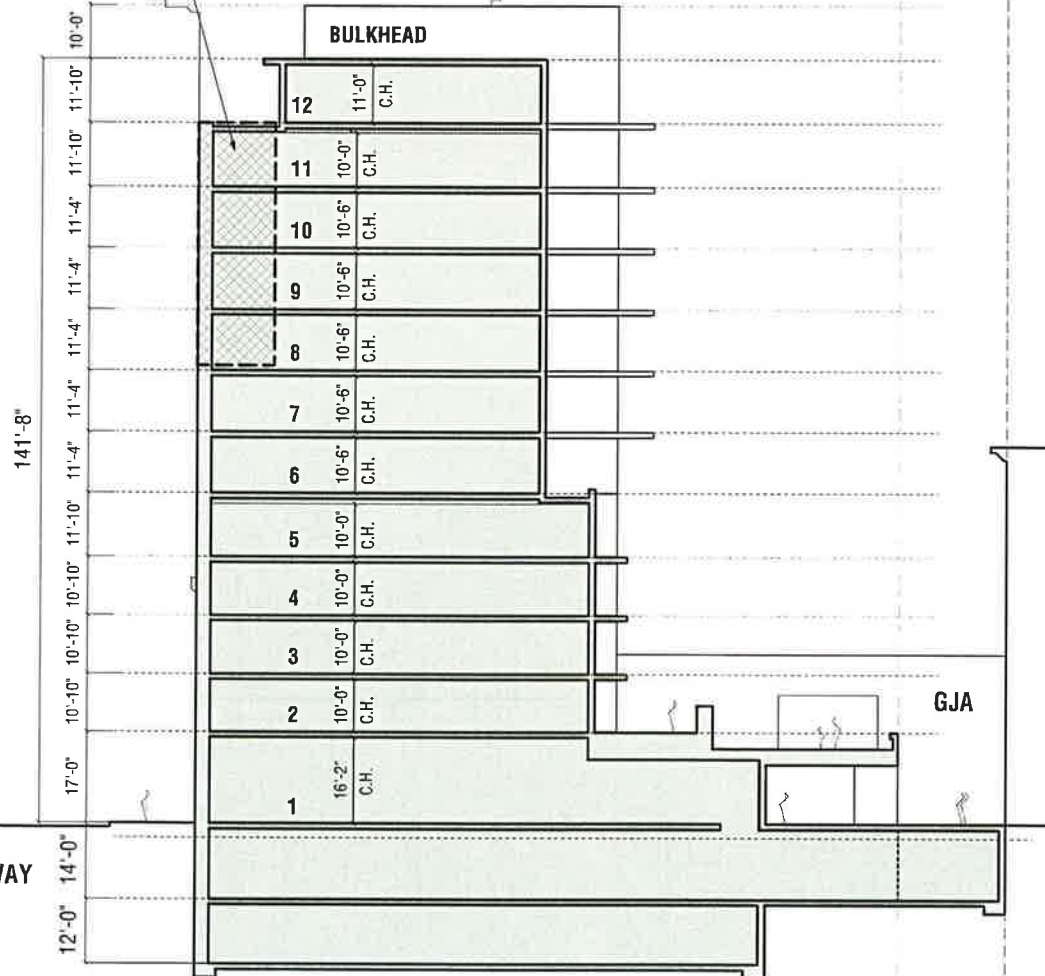 10'-0"
BULKHEAD
11'-10"
12
11'-0"
C.H.
11'-10"
11
10'-0"
C.H.
11'-4"
10
10'-6"
C.H.
11'-4"
9
10'-6"
C.H.
11'-4"
8
10'-6"
C.H.
11'-4"
7
10'-6"
C.H.
141'-8"
11'-4"
6
10'-6"
C.H.
11'-10"
5
10'-0"
C.H.
10'-10"
4
10'-0"
C.H.
10'-10"
3
10'-0"
C.H.
10'-10"
2
10'-0"
C.H.
GJA
17'-0"
1
16'-2"
C.H.
WAY
14'-0"
12'-0"